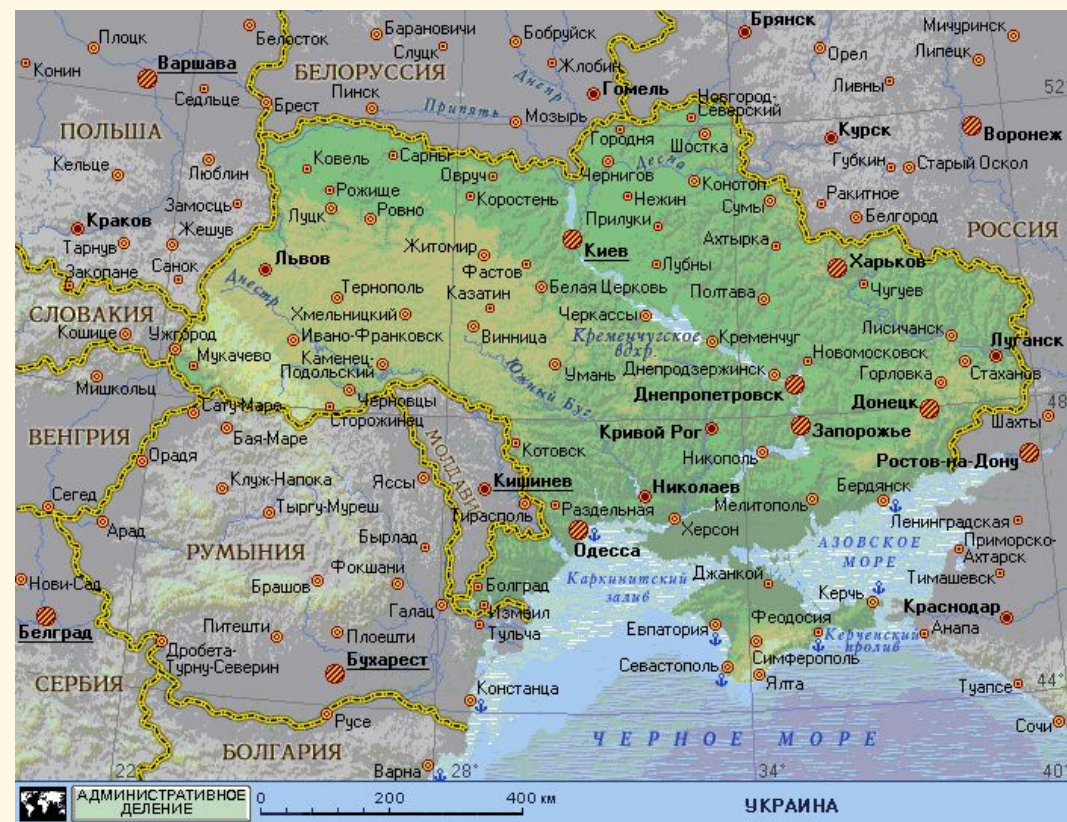 Плоцк
Белосток
Барановичи
Слуцк
Бобруйск
Брянск
Мичуринск
Орел
Липецк
Конин
Варшава
БЕЛОРУССИЯ
Жлобин
Днепр
Гомель
Ливны
52°
Седльце
Брест
Пинск
Припять
Мозырь
Новгород-
Северский
ПОЛЬША
Городня
Шостка
Курск
Воронеж
Кельце
Люблин
Ковель
Сарны
Овруч
Чернигов
Десна
Губкин
Старый Оскол
Рожище
Коростень
Нежин
Конотоп
Сумы
Ракитное
Белгород
Замосць
Луцк
Ровно
Прилуки
РОССИЯ
Краков
Жешув
Тарнув
Житомир
Киев
Ахтырка
Закопане
Санок
Львов
Фастов
Лубны
Харьков
Днестр
Тернополь
Казатин
Белая Церковь
Полтава
Чугуев
СЛОВАКИЯ
Хмельницкий
Черкассы
Кошице
Ужгород
Ивано-Франковск
Винница
Кременчугское
вдхр.
Кременчуг
Лисичанск
Луганск
Мукачево
Каменец-
Подольский
Умань
Новомосковск
Днепродзержинск
Горловка
Стаханов
Мишкольц
Южный Буг
Днепропетровск
Донецк
48
Черновцы
Сату-Маре
Сторожинец
Шахты
ВЕНГРИЯ
Бая-Маре
МОЛДАВИЯ
Котовск
Кривой Рог
Запорожье
Орадя
Никополь
Ростов-на-Дону
Клуж-Напока
Яссы
Кишинев
Николаев
Мелитополь
Бердянск
Сегед
Тыргу-Муреш
Тирасполь
Раздельная
Херсон
Ленинградская
Арад
Одесса
АЗОВСКОЕ
МОРЕ
Приморско-
Ахтарск
РУМЫНИЯ
Бырлад
Нови-Сад
Брашов
Фокшани
Болград
Каркинитский
залив
Джанкой
Тимашевск
Керчь
Галац
Измаил
Феодосия
Краснодар
Белград
Питешти
Плоешти
Тульча
Евпатория
Керченский
пролив
Анапа
Дробета-
Турну-Северин
Бухарест
Севастополь
Симферополь
СЕРБИЯ
Констанца
Ялта
Туапсе
44°
Русе
Сочи
БОЛГАРИЯ
ЧЕРНОЕ МОРЕ
22
Варна
28°
34°
40°
АДМИНИСТРАТИВНОЕ
ДЕЛЕНИЕ
0 200 400 км
УКРАИНА